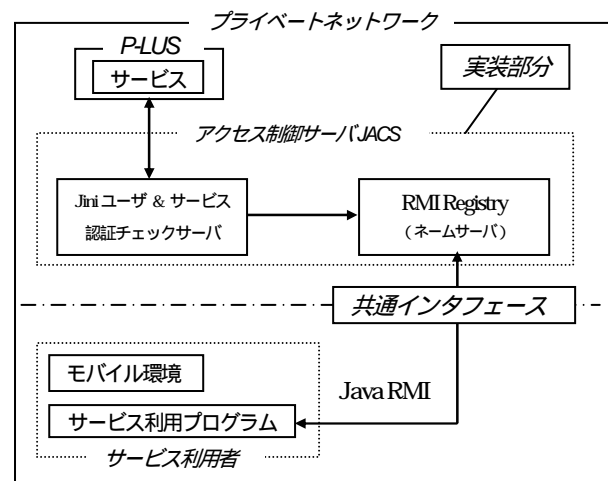 プライベートネットワーク
P-LUS
サービス
実装部分
アクセス制御サーバJACS
Jini ユーザ & サービス
認証チェックサーバ
RMI Registry
(ネームサーバ)
共通インタフェース
モバイル環境
Java RMI
サービス利用プログラム
サービス利用者